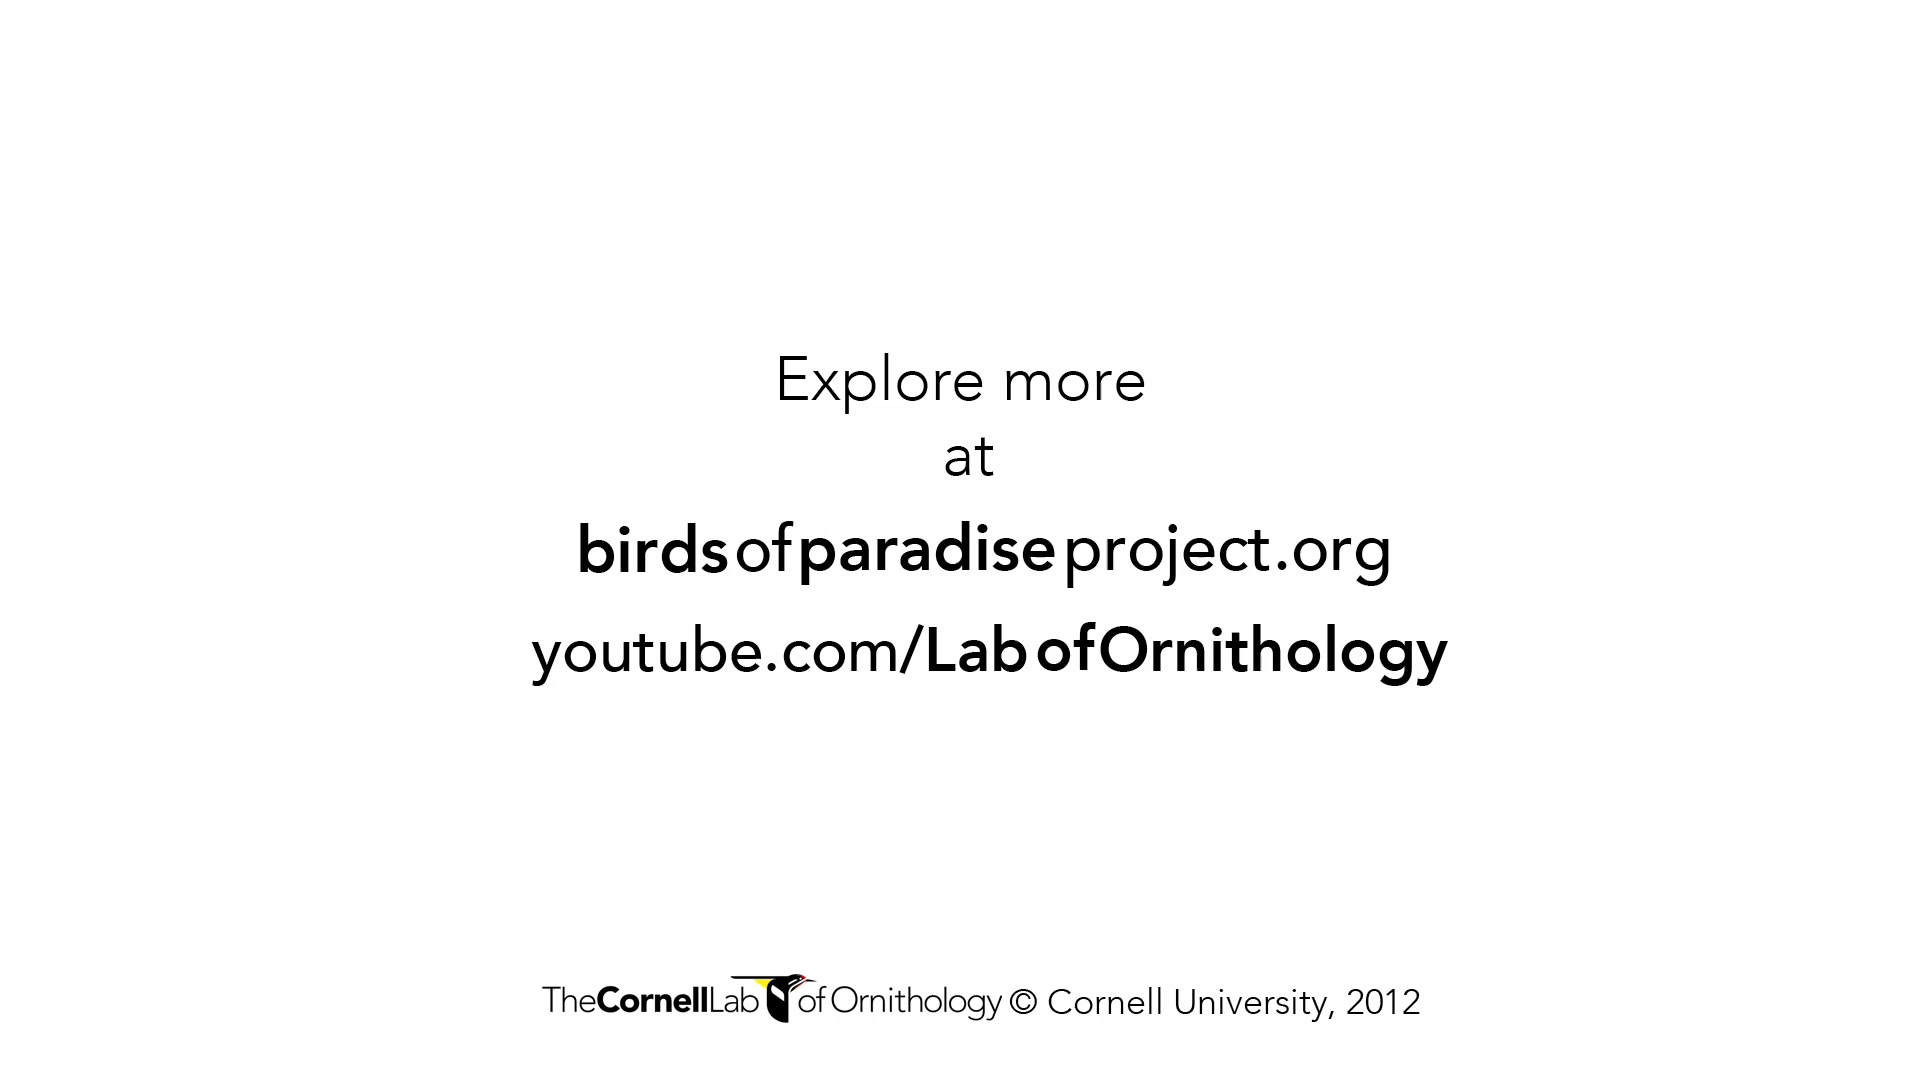 Explore more
at
birdsofparadiseproject.org
youtube.com/LabofOrnithology
TheCornellLab of Ornithology © Cornell University, 2012